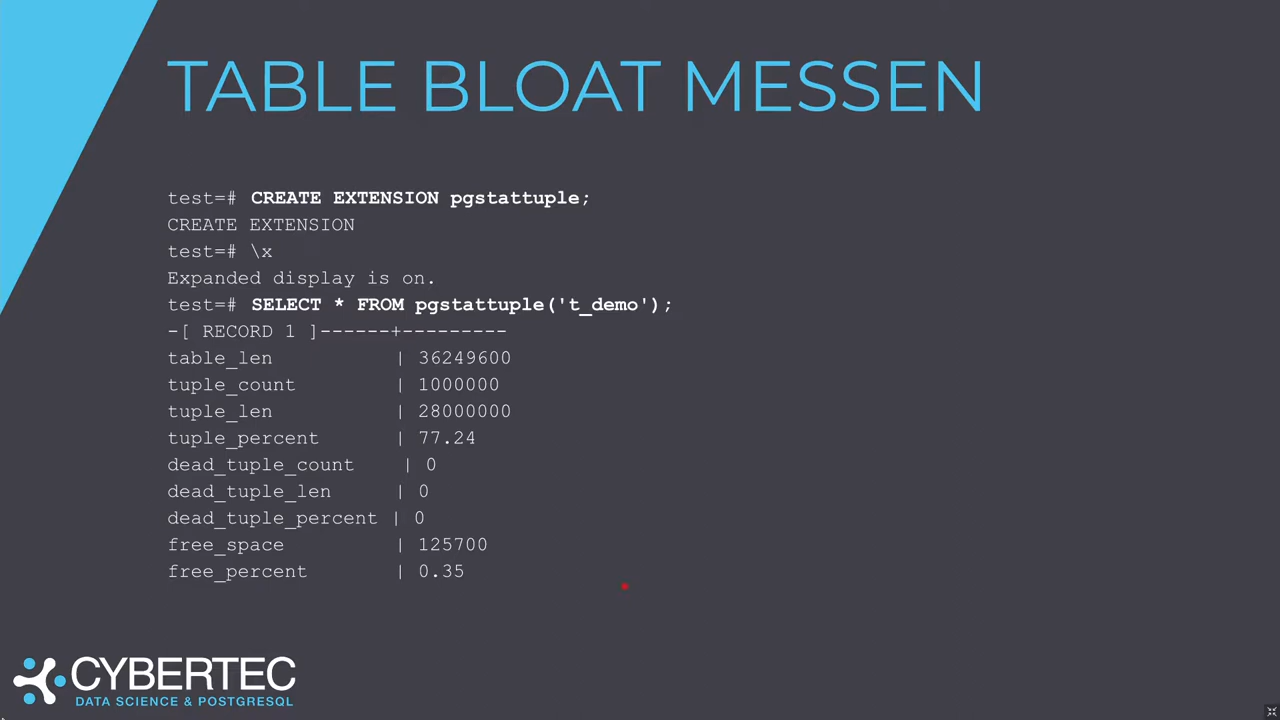 TABLE BLOAT MESSEN
test=# CREATE EXTENSION pgstattuple;
CREATE EXTENSION
test=# \x
Expanded display is on.
test=# SELECT * FROM pgstattuple('t_demo');
-[ RECORD 1 ]------+---------
table_len | 36249600
tuple_count | 1000000
tuple_len | 28000000
tuple_percent | 77.24
dead_tuple_count | 0
dead_tuple_len | 0
dead_tuple_percent | 0
free_space | 125700
free_percent | 0.35
CYBERTEC
DATA SCIENCE & POSTGRESQL